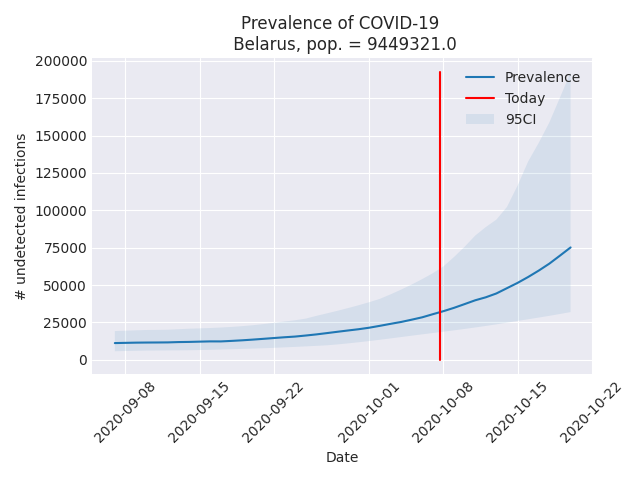 Prevalence of COVID-19
Belarus, pop. = 9449321.0
200000
175000
150000
125000
100000
75000
50000
25000
0
# undetected infections
Prevalence
Today
95CI
2020-09-08
2020-09-15
2020-09-22
2020-10-01
2020-10-08
2020-10-15
2020-10-22
Date